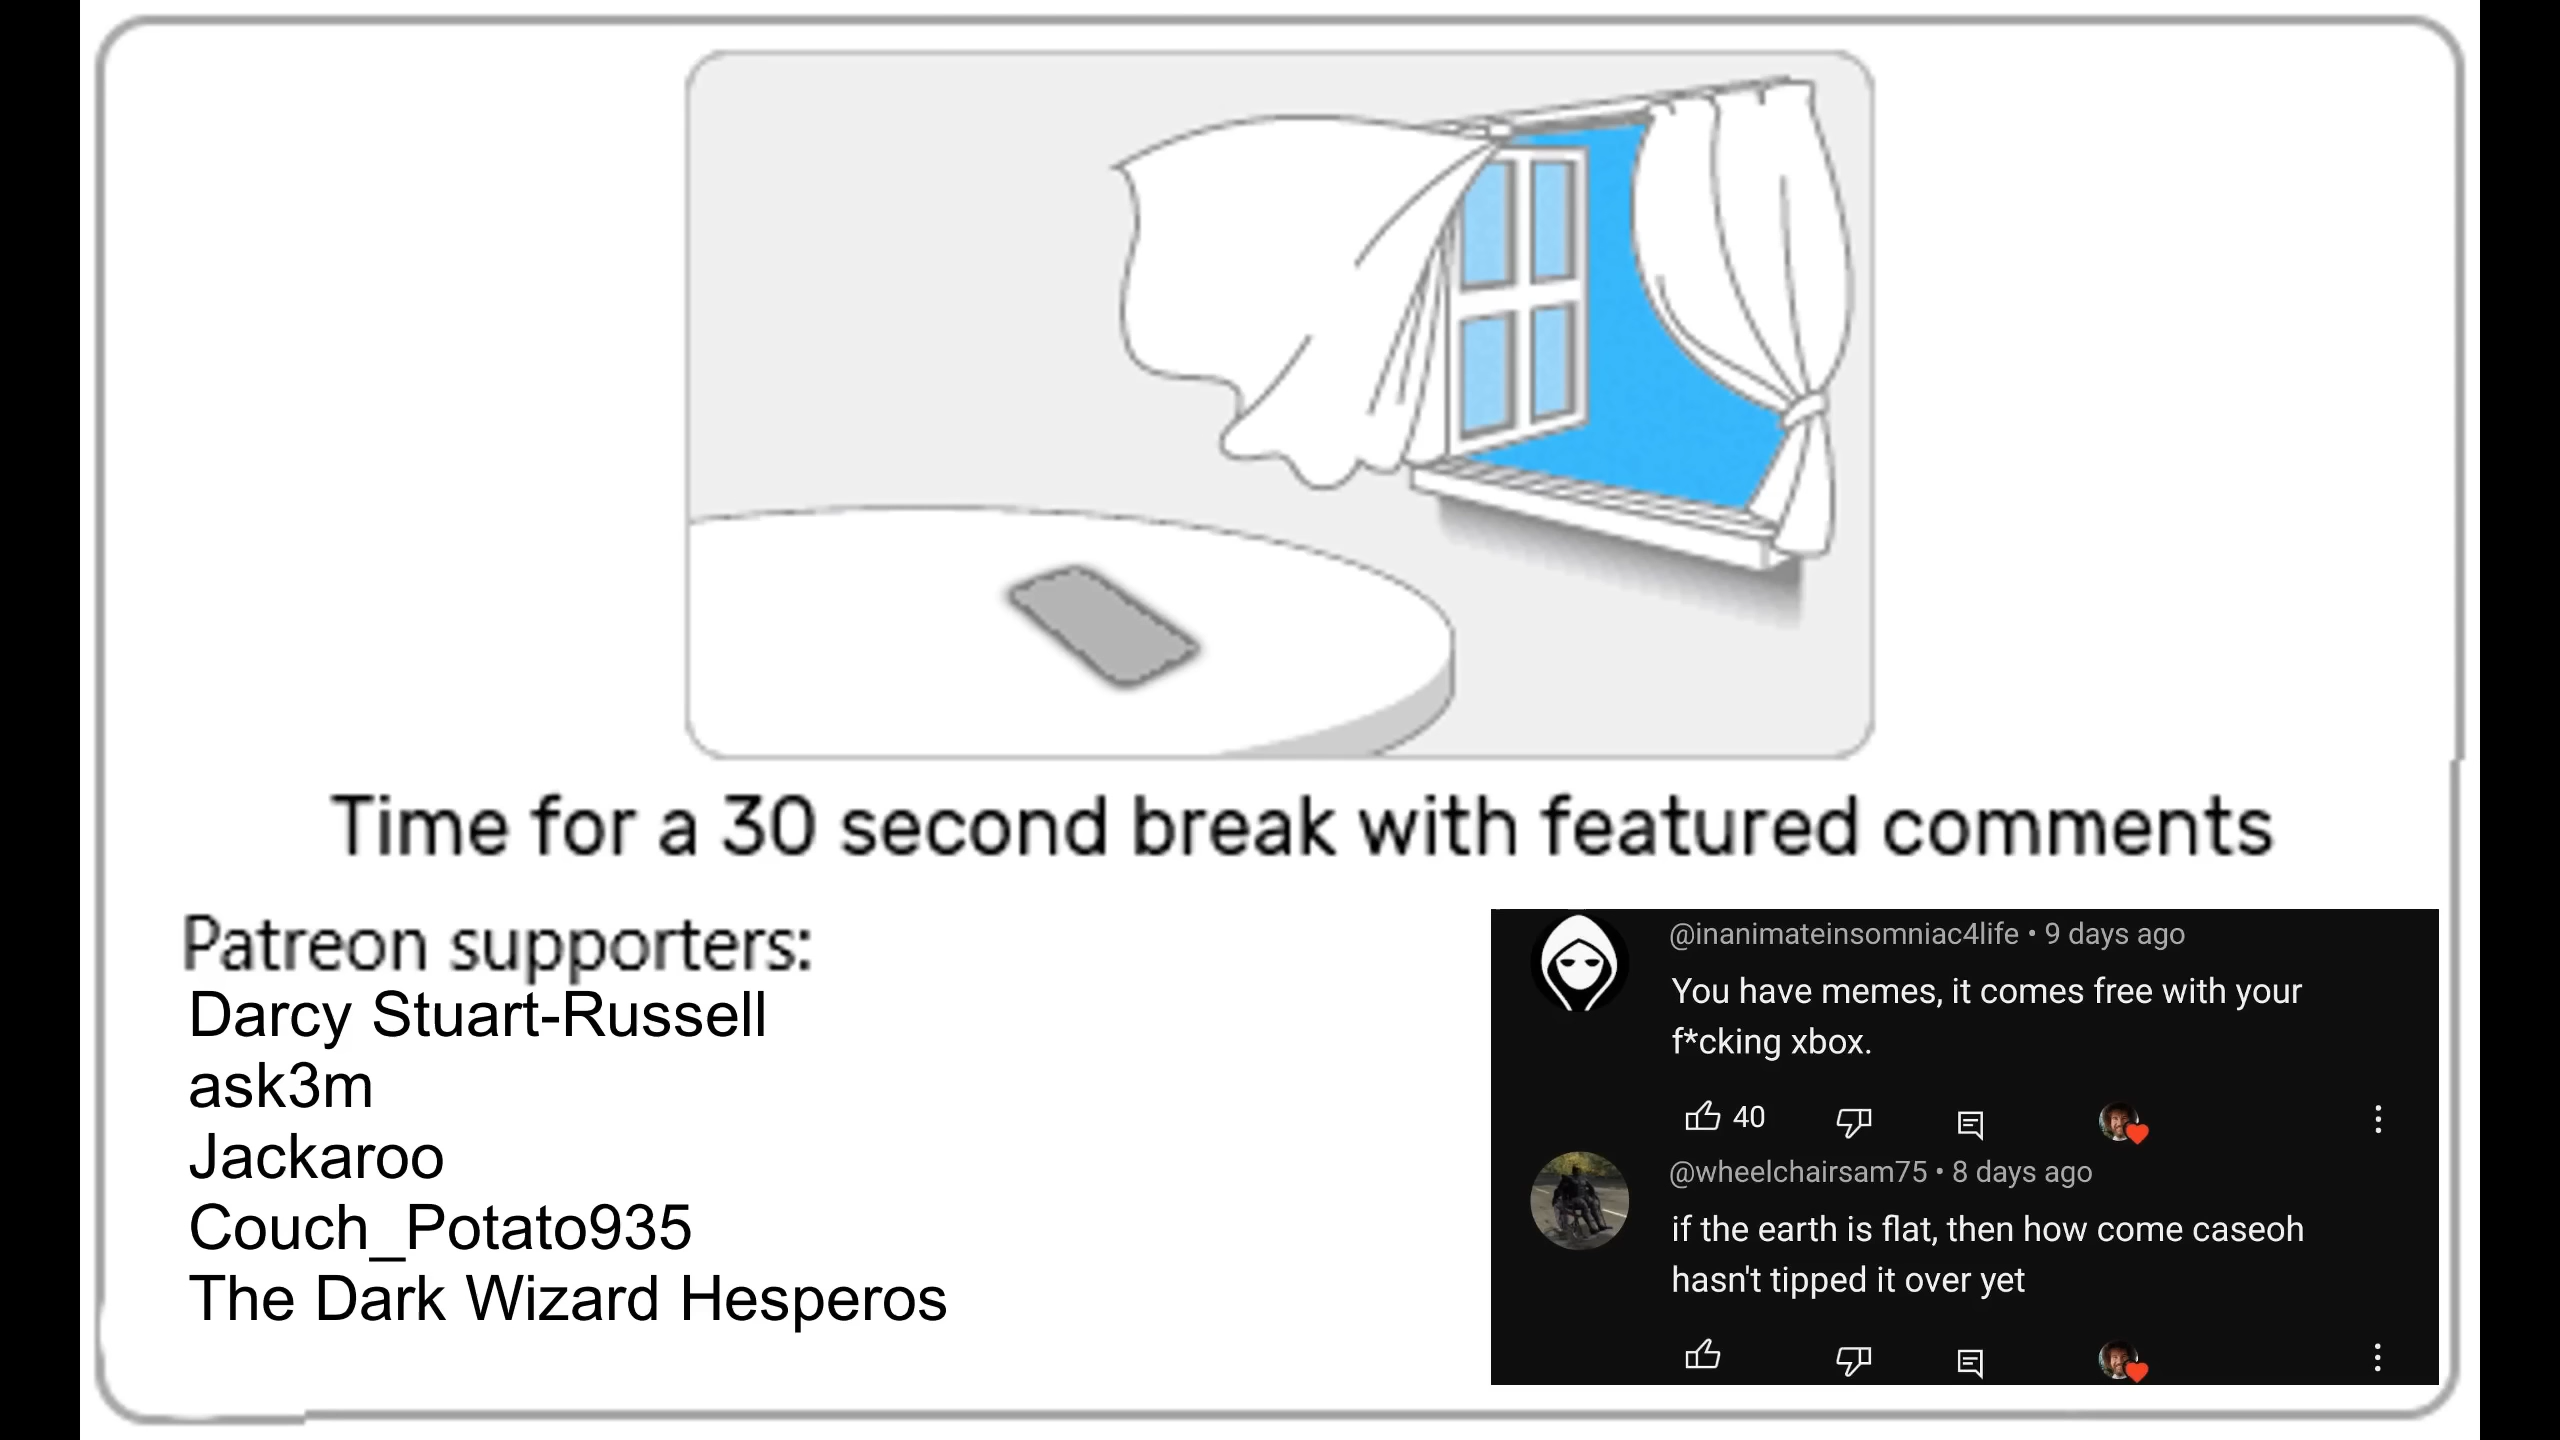 Time for a 30 second break with featured comments
Patreon supporters:
Darcy Stuart-Russell
ask3m
Jackaroo
Couch_Potato935
The Dark Wizard Hesperos
@inanimateinsomniac4life • 9 days ago
You have memes, it comes free with your
f*cking xbox.
40
@wheelchairsam75 • 8 days ago
if the earth is flat, then how come caseoh
hasn't tipped it over yet